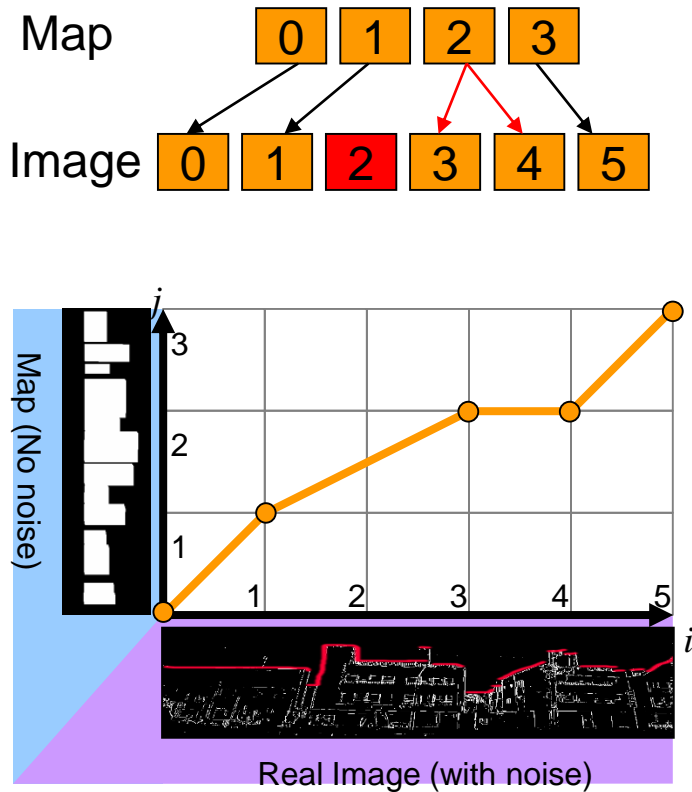 Map 0 1 2 3
Image 0 1 2 3 4 5
j
3
2
1
Map (No noise)
1 2 3 4 5
i
Real Image (with noise)